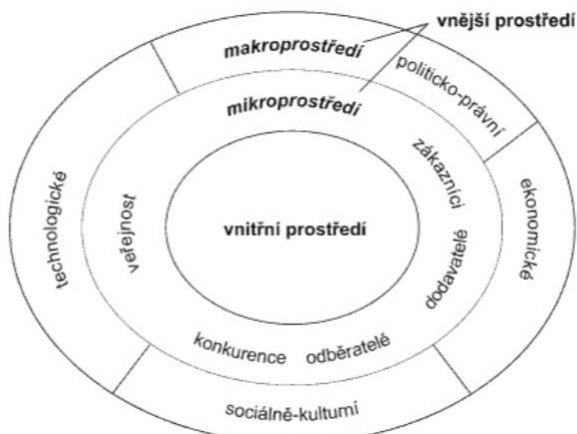 vnější prostředí
makroprostředí
politicko-právní
mikroprostředí
zákazníci
technologické
veřejnost
vnitřní prostředí
ekonomické
dodavatelé
konkurence odběratelé
sociálně-kulturní